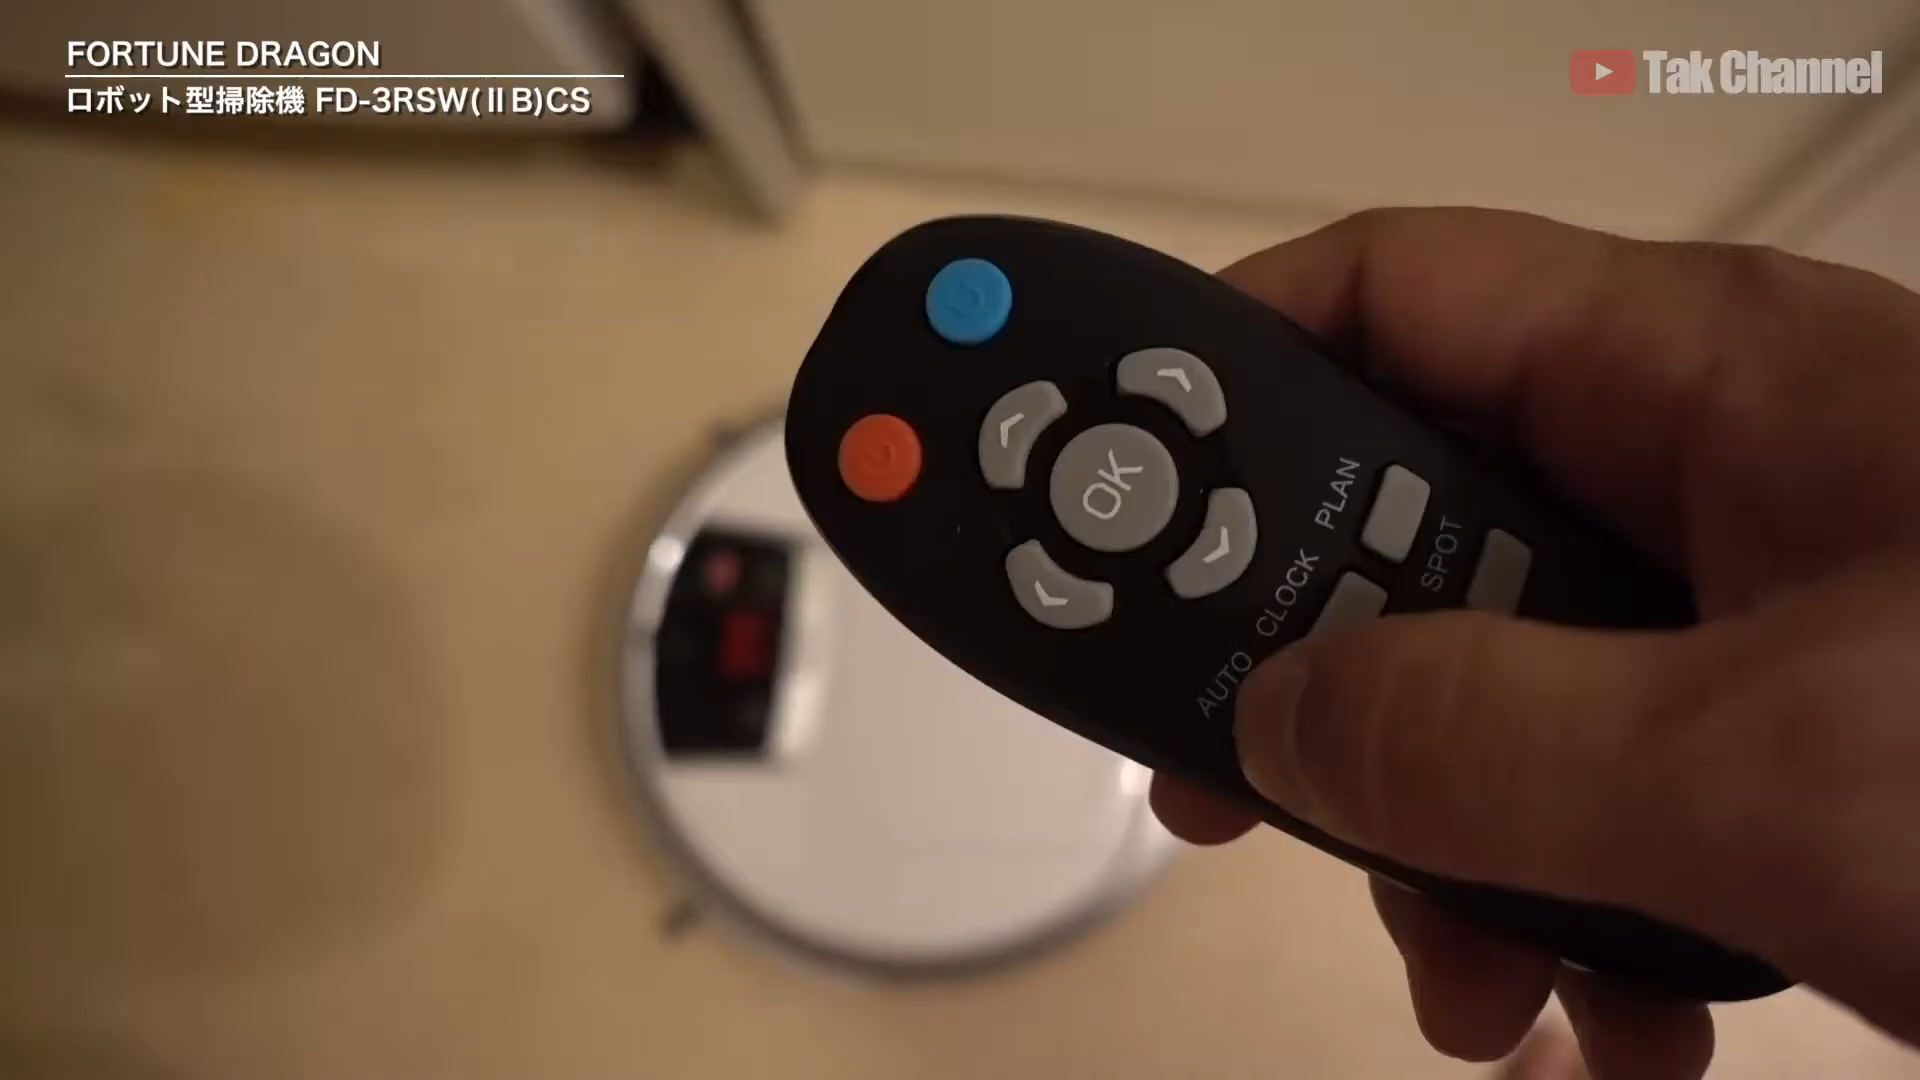 FORTUNE DRAGON
ロボット型掃除機 FD-3RSW(ⅡB)CS
Tak Channel
OK
PLAN
SPOT
CLOCK
AUTO